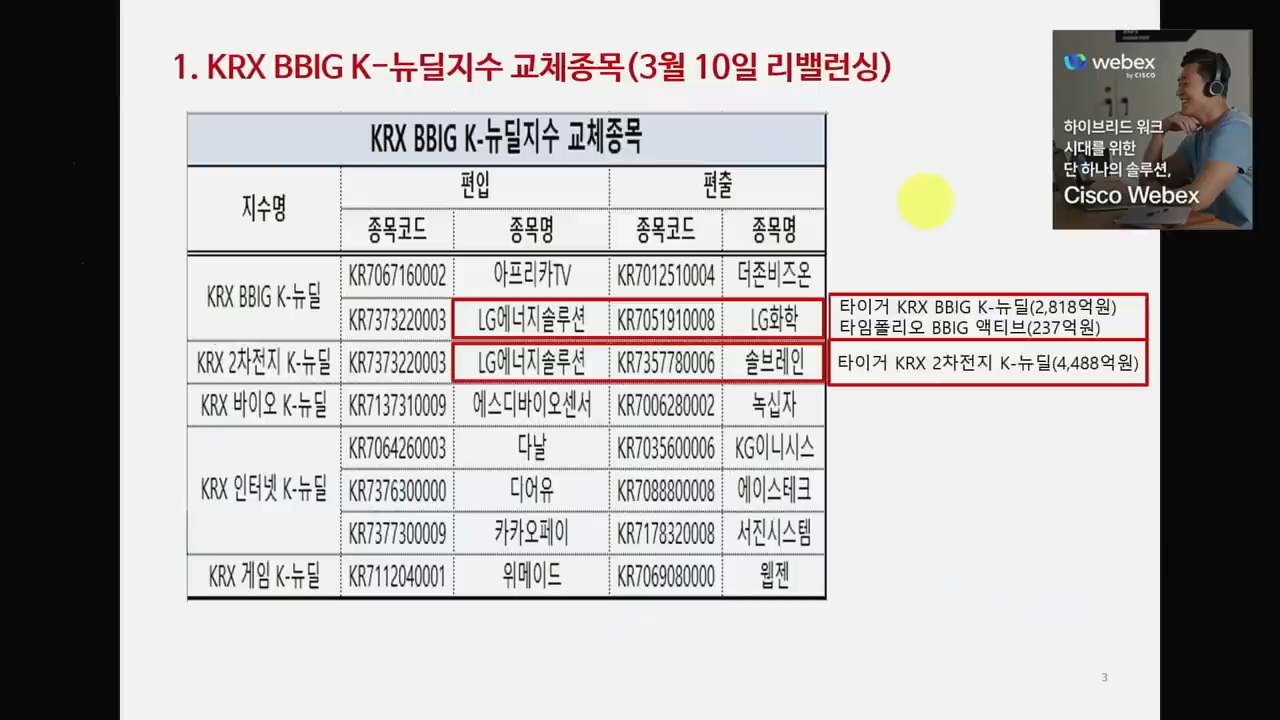 1. KRX BBIG K-뉴딜지수 교체종목(3월 10일 리밸런싱)
webex
by CISCO
하이브리드 워크
시대를 위한
단 하나의 솔루션,
Cisco Webex
KRX BBIG K-뉴딜지수 교체종목
지수명 편입 편출
종목코드 종목명 종목코드 종목명
KRX BBIG K-뉴딜 KR7067160002 아프리카TV KR7012510004 더존비즈온
KR7373220003 LG에너지솔루션 KR7051910008 LG화학
타이거 KRX BBIG K-뉴딜(2,818억원)
타임폴리오 BBIG 액티브(237억원)
KRX 2차전지 K-뉴딜 KR7373220003 LG에너지솔루션 KR7357780006 솔브레인
타이거 KRX 2차전지 K-뉴딜(4,488억원)
KRX 바이오 K-뉴딜 KR7137310009 에스디바이오센서 KR7006280002 녹십자
KRX 인터넷 K-뉴딜 KR7064260003 다날 KR7035600006 KG이니시스
KR7376300000 디어유 KR7088800008 에이스테크
KR7377300009 카카오페이 KR7178320008 서진시스템
KRX 게임 K-뉴딜 KR7112040001 위메이드 KR7069080000 웹젠
3